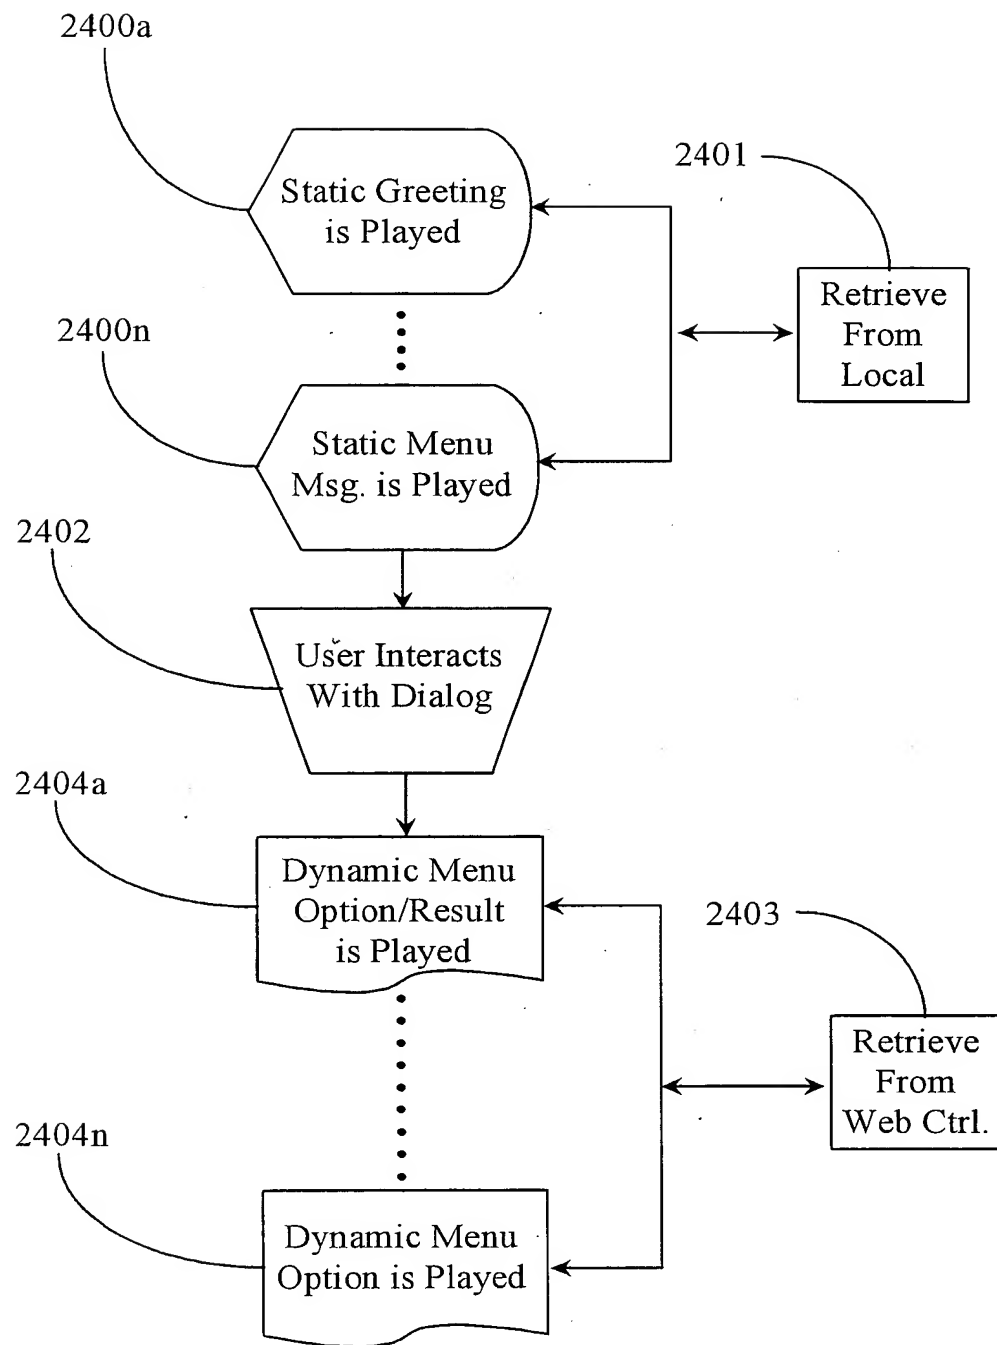 2400a
Static Greeting
is Played
2401
Retrieve
From
Local
2400n
Static Menu
Msg. is Played
2402
User Interacts
With Dialog
2404a
Dynamic Menu
Option/Result
is Played
2403
Retrieve
From
Web Ctrl.
2404n
Dynamic Menu
Option is Played